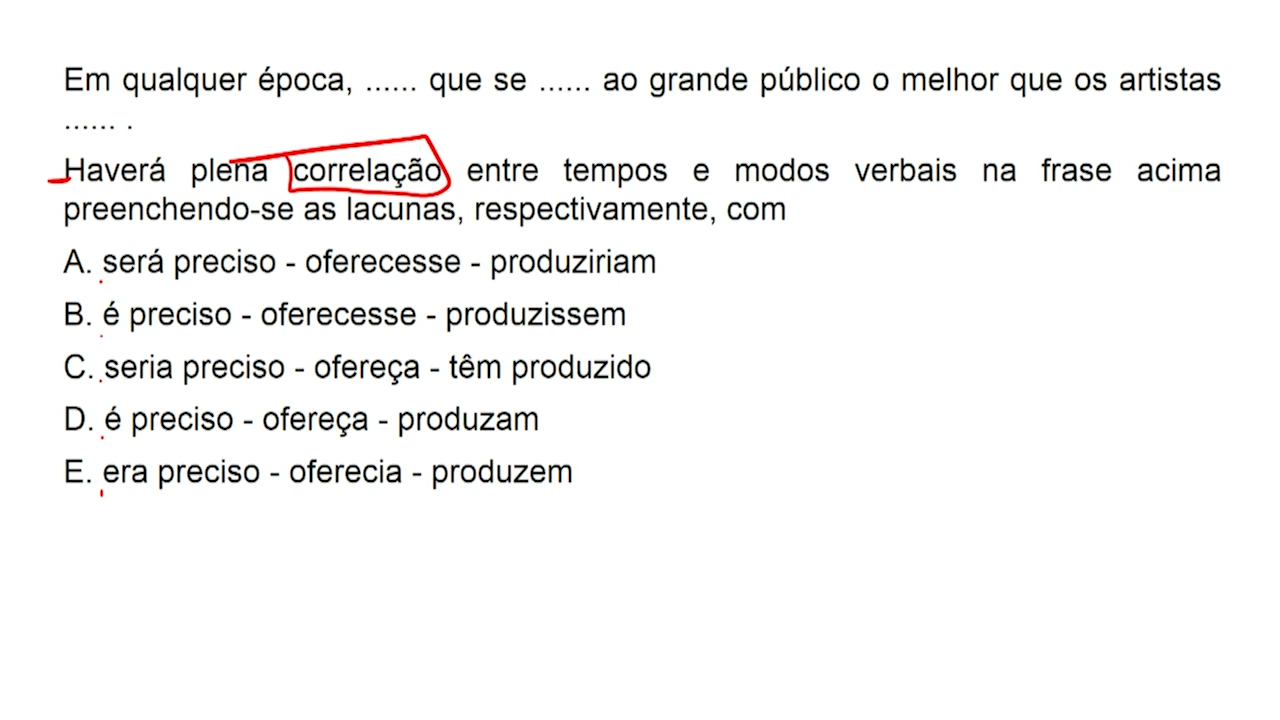 Em qualquer época, ...... que se ...... ao grande público o melhor que os artistas
...... .
Haverá plena correlação entre tempos e modos verbais na frase acima
preenchendo-se as lacunas, respectivamente, com
A. será preciso - oferecesse - produziriam
B. é preciso - oferecesse - produzissem
C. seria preciso - ofereça - têm produzido
D. é preciso - ofereça - produzam
E. era preciso - oferecia - produzem